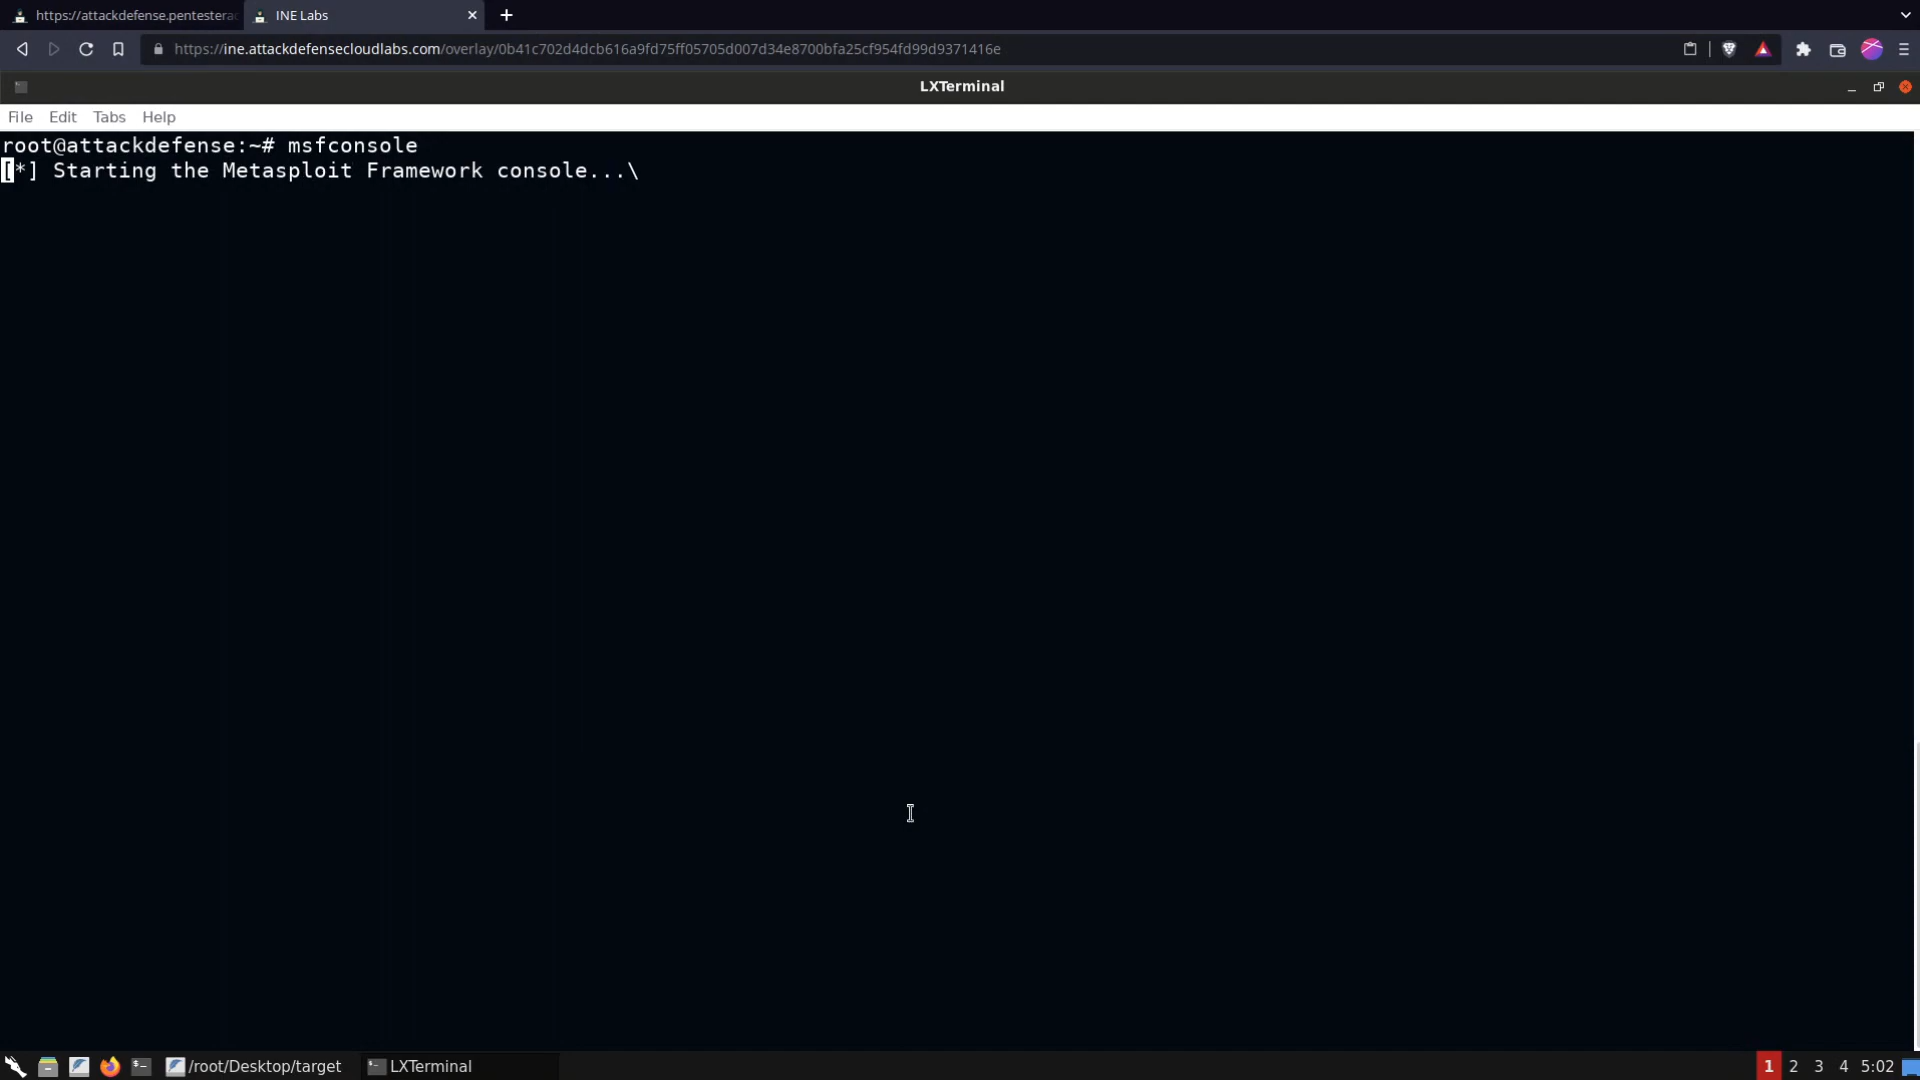 https://attackdefense.pentestera
INE Labs
https://ine.attackdefensecloudlabs.com/overlay/0b41c702d4dcb616a9fd75ff05705d007d34e8700bfa25cf954fd99d9371416e
LXTerminal
File Edit Tabs Help
root@attackdefense:~# msfconsole
[*] Starting the Metasploit Framework console...\
/root/Desktop/target LXTerminal 1 2 3 4 5:02